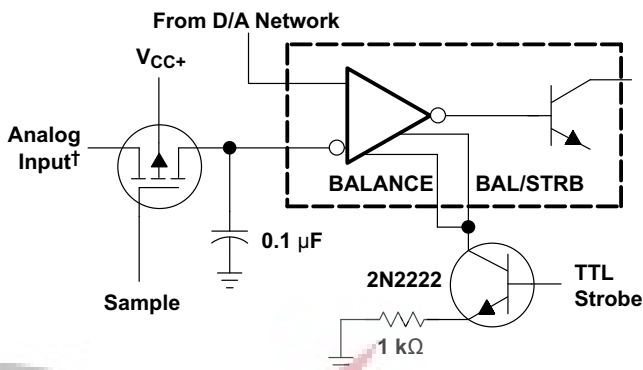 From D/A Network
VCC+
Analog
Input†
BALANCE
BAL/STRB
0.1 µF
2N2222
TTL
Strobe
Sample
1 kΩ